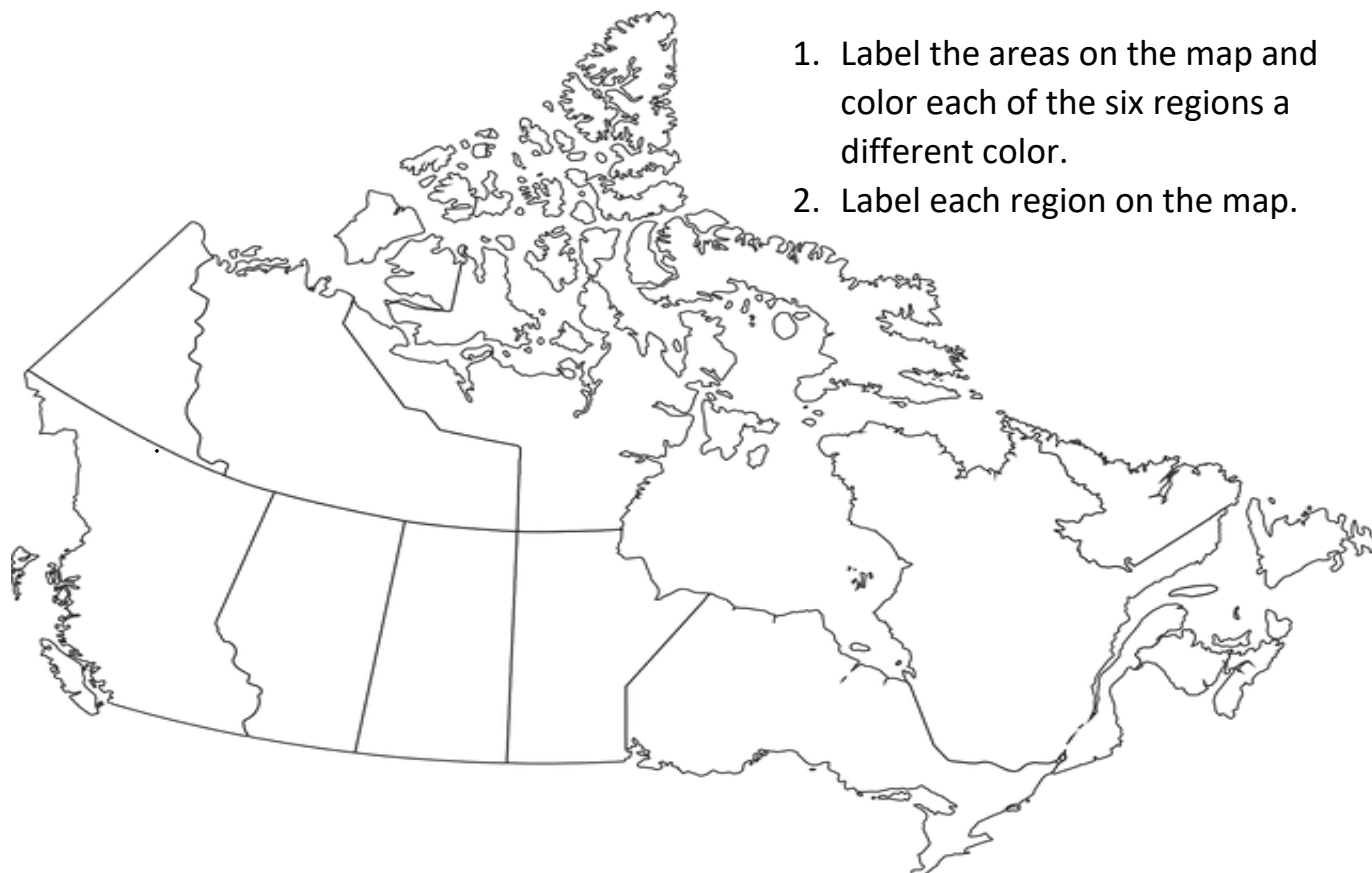 1. Label the areas on the map and
color each of the six regions a
different color.
2. Label each region on the map.